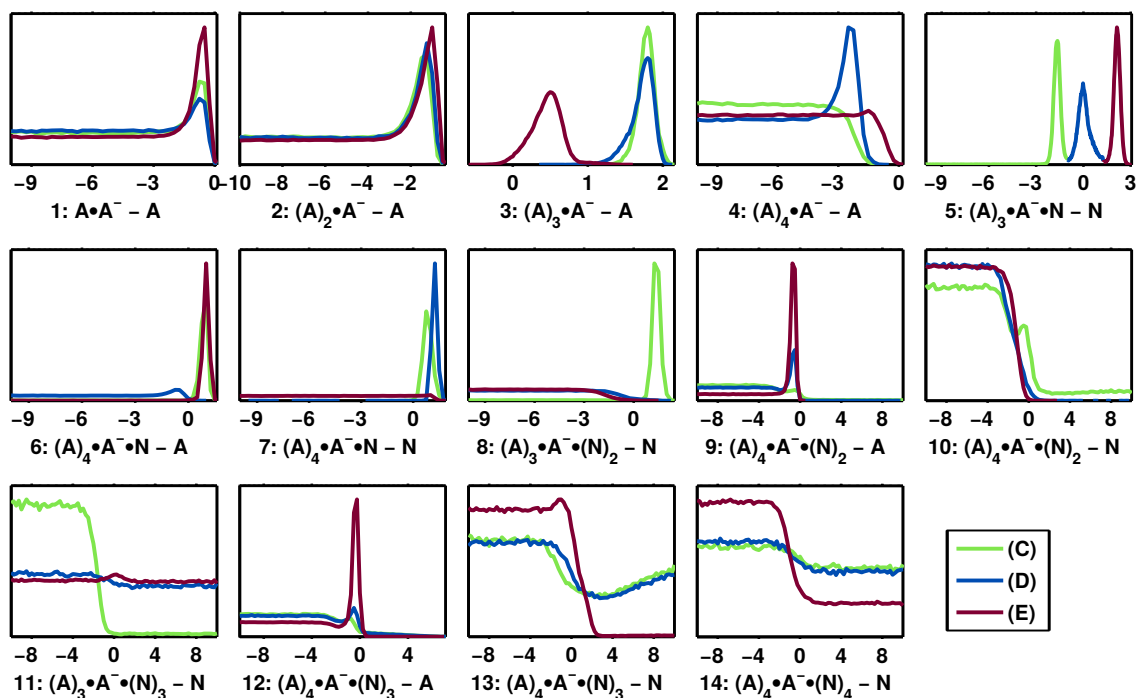 −9 −6 −3 0 −10 −8 −6 −4 −2 0 1 2 −9 −6 −3 0 −9 −6 −3 0 3
1: A•A⁻ − A 2: (A)₂•A⁻ − A 3: (A)₃•A⁻ − A 4: (A)₄•A⁻ − A 5: (A)₃•A⁻•N − N
−9 −6 −3 0 −9 −6 −3 0 −9 −6 −3 0 −8 −4 0 4 8 −8 −4 0 4 8
6: (A)₄•A⁻•N − A 7: (A)₄•A⁻•N − N 8: (A)₃•A⁻•(N)₂ − N 9: (A)₄•A⁻•(N)₂ − A 10: (A)₄•A⁻•(N)₂ − N
(C)
(D)
(E)
−8 −4 0 4 8 −8 −4 0 4 −8 −4 0 4 8 −8 −4 0 4 8
11: (A)₃•A⁻•(N)₃ − N 12: (A)₄•A⁻•(N)₃ − A 13: (A)₄•A⁻•(N)₃ − N 14: (A)₄•A⁻•(N)₄ − N